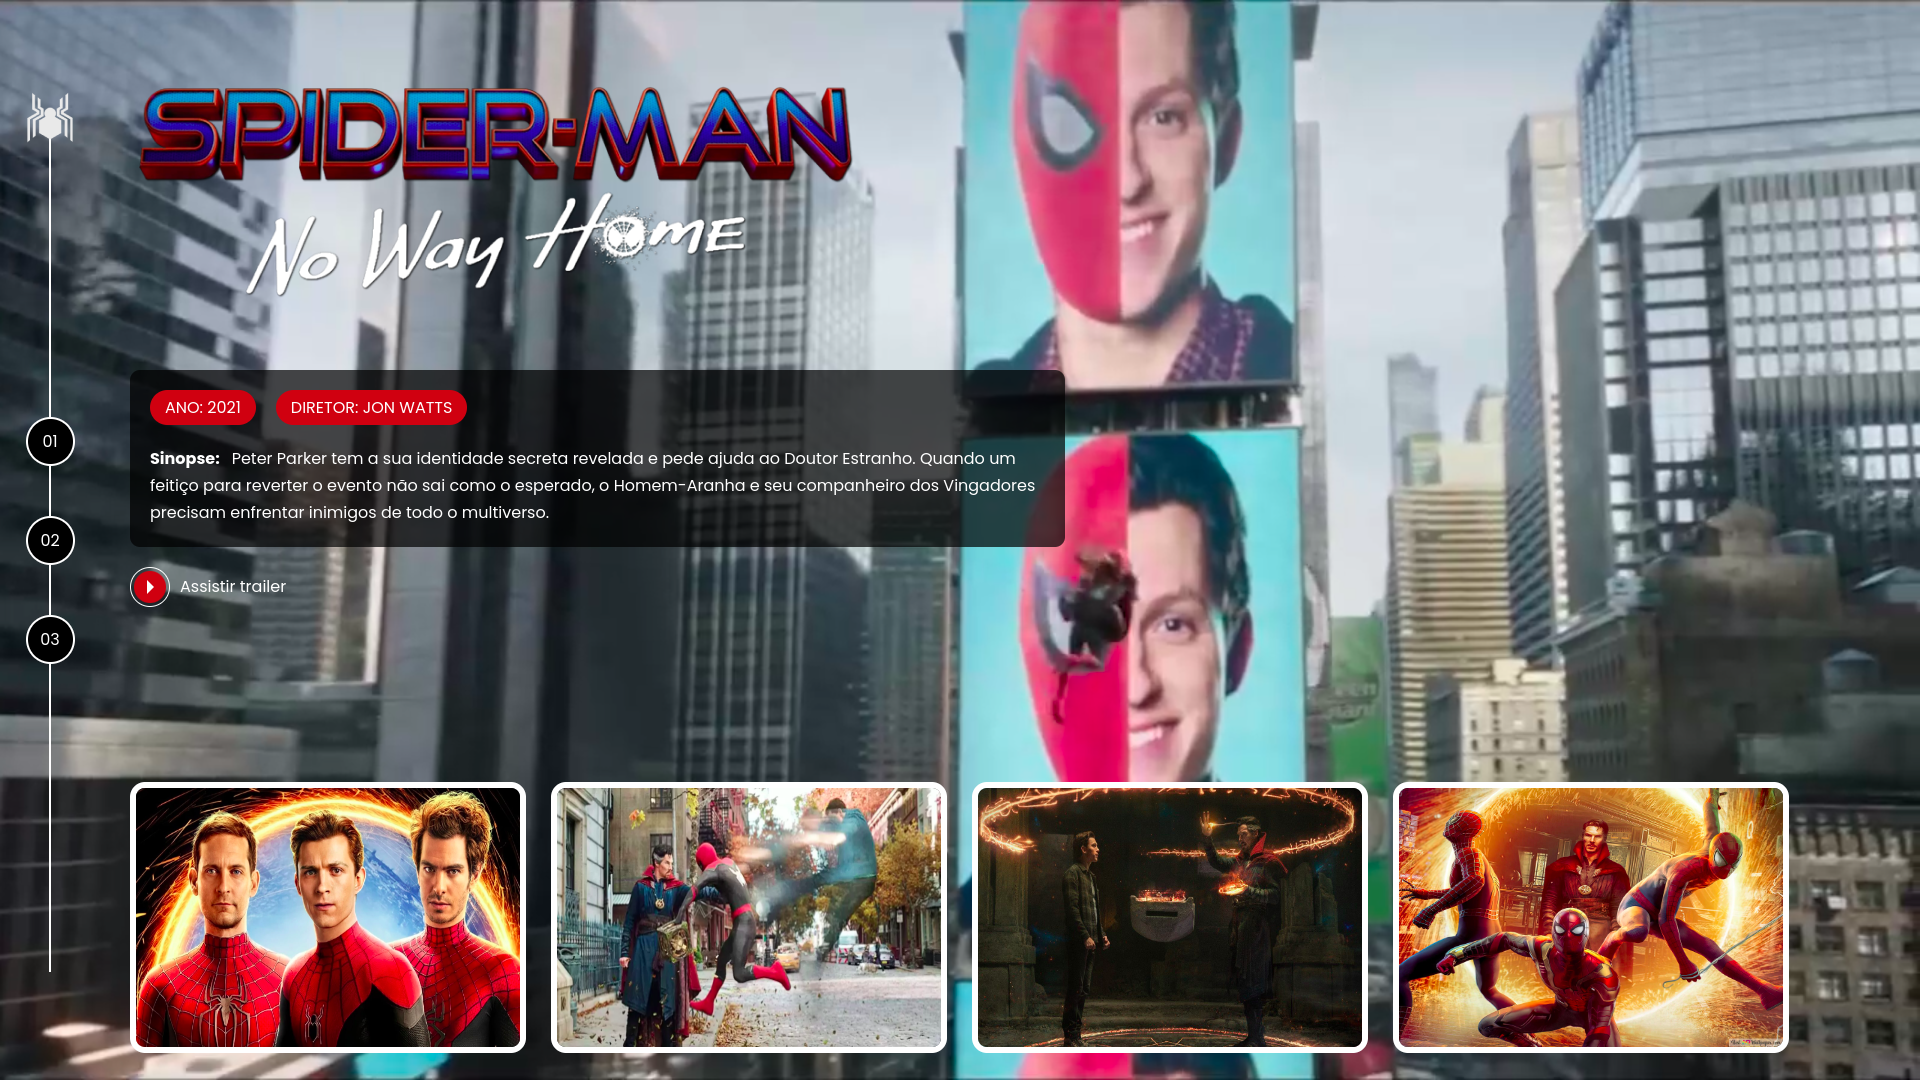 SPIDER-MAN
No Way Home
ANO: 2021
DIRETOR: JON WATTS
01
Sinopse: Peter Parker tem a sua identidade secreta revelada e pede ajuda ao Doutor Estranho. Quando um
feitiço para reverter o evento não sai como o esperado, o Homem-Aranha e seu companheiro dos Vingadores
precisam enfrentar inimigos de todo o multiverso.
02
Assistir trailer
03